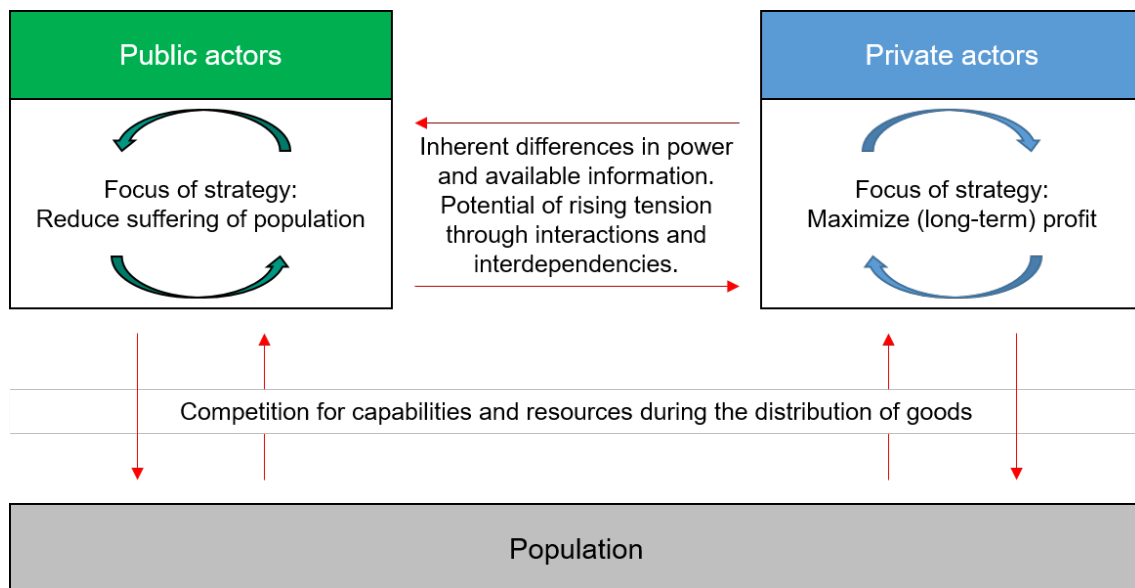 Public actors
Private actors
Focus of strategy:
Reduce suffering of population
Inherent differences in power
and available information.
Potential of rising tension
through interactions and
interdependencies.
Focus of strategy:
Maximize (long-term) profit
Competition for capabilities and resources during the distribution of goods
Population